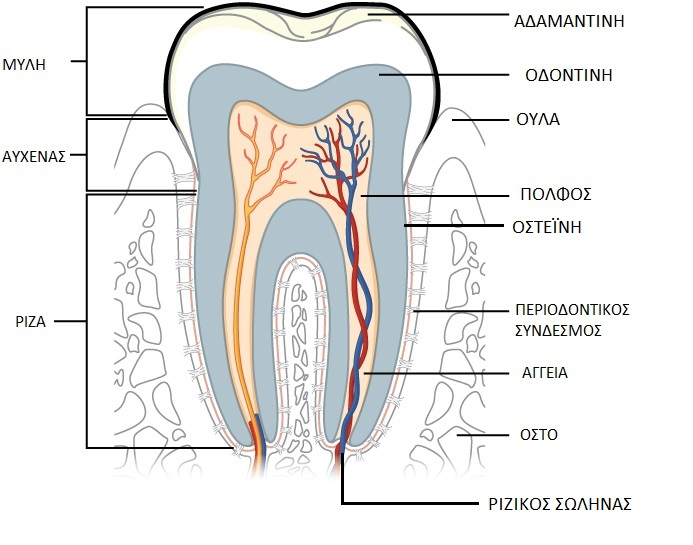 ΑΔΑΜΑΝΤΙΝΗ
ΜΥΛΗ
ΟΔΟΝΤΙΝΗ
ΟΥΛΑ
ΑΥΧΕΝΑΣ
ΠΟΛΦΟΣ
ΟΣΤΕΪΝΗ
ΡΙΖΑ
ΠΕΡΙΟΔΟΝΤΙΚΟΣ
ΣΥΝΔΕΣΜΟΣ
ΑΓΓΕΙΑ
ΟΣΤΟ
ΡΙΖΙΚΟΣ ΣΩΛΗΝΑΣ